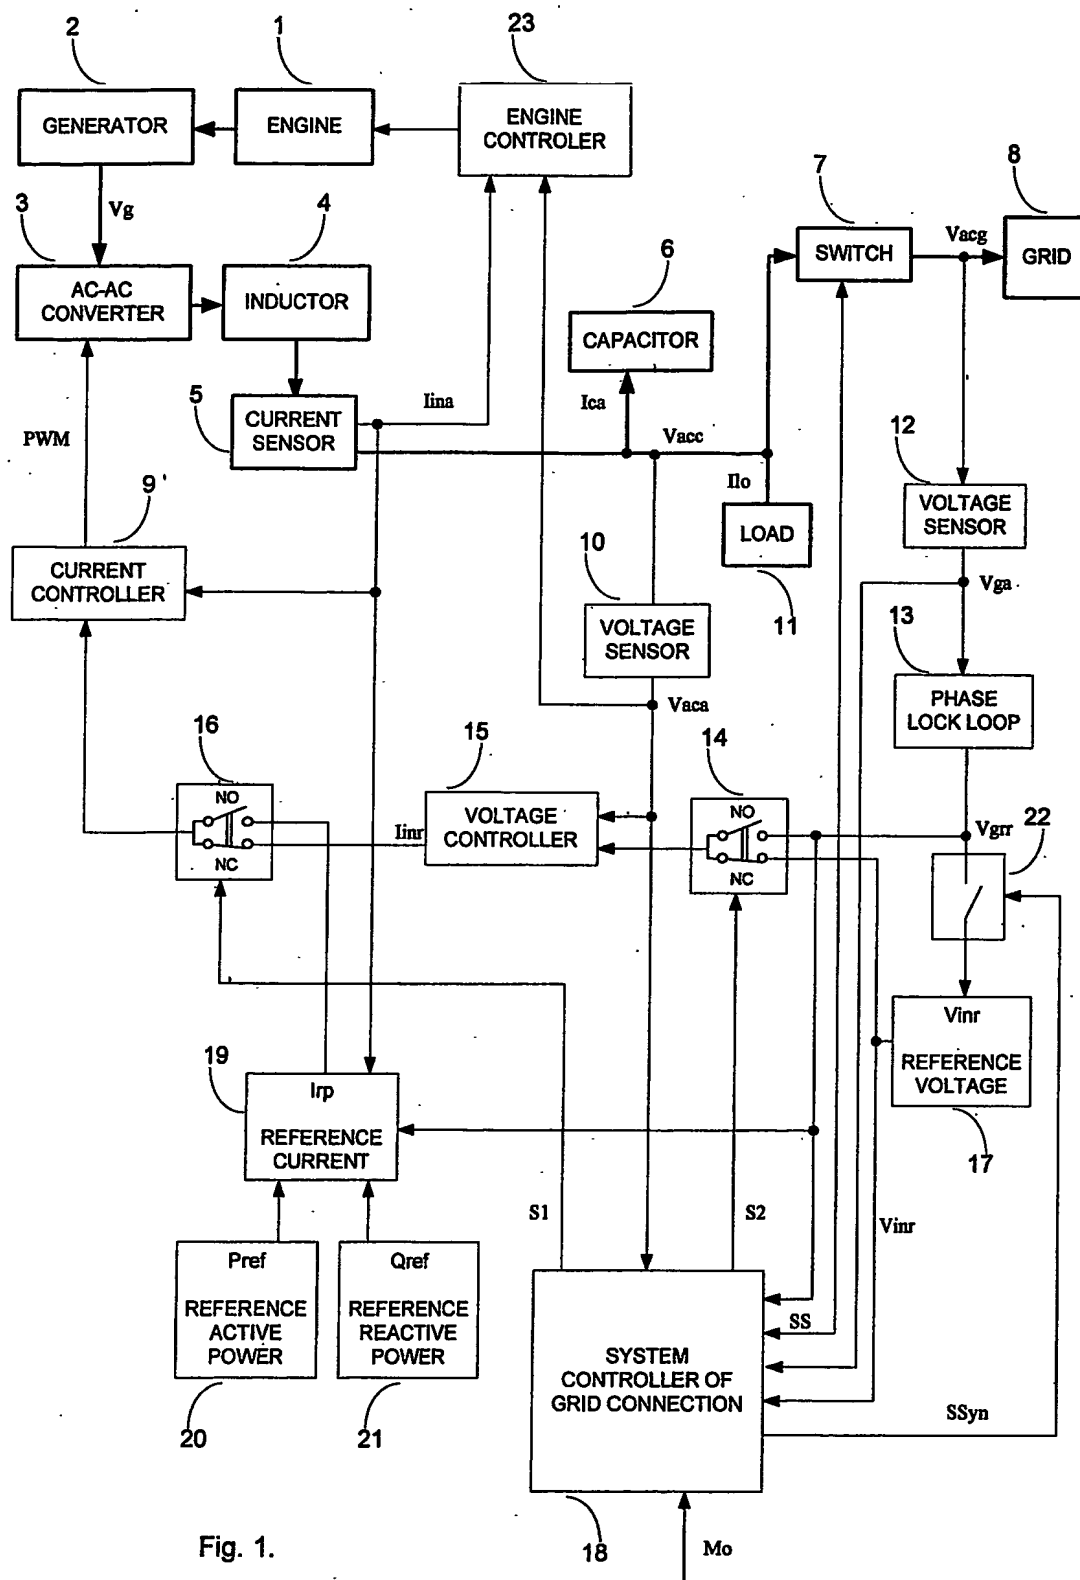 2
1
23
GENERATOR
ENGINE
ENGINE
CONTROLER
7
8
3
Vg
4
6
SWITCH
Vacg
GRID
AC-AC
CONVERTER
INDUCTOR
CAPACITOR
5
CURRENT
SENSOR
Iina
Ica
Vacc
12
PWM
Ilo
VOLTAGE
SENSOR
9
10
LOAD
CURRENT
CONTROLLER
VOLTAGE
SENSOR
11
Vga
13
PHASE
LOCK LOOP
Vaca
16
15
14
NO
NC
Iinr
VOLTAGE
CONTROLLER
NO
NC
Vgrr
22
Vinr
REFERENCE
VOLTAGE
19
Irp
REFERENCE
CURRENT
17
S1
S2
Vinr
Pref
REFERENCE
ACTIVE
POWER
Qref
REFERENCE
REACTIVE
POWER
SS
SYSTEM
CONTROLLER OF
GRID CONNECTION
SSyn
20
21
18
Mo
Fig. 1.